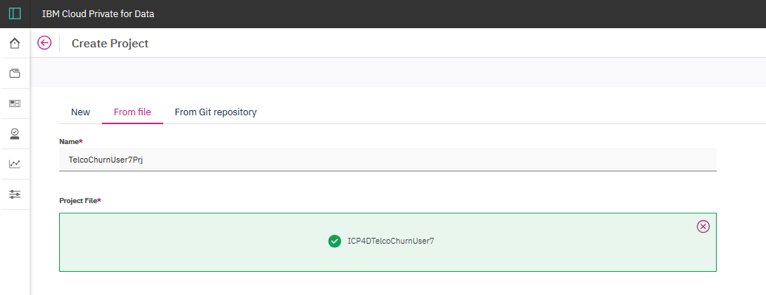 IBM Cloud Private for Data
Create Project
New From file From Git repository
Name*
TelcoChurnUser7Prj
Project File*
ICP4DTelcoChurnUser7